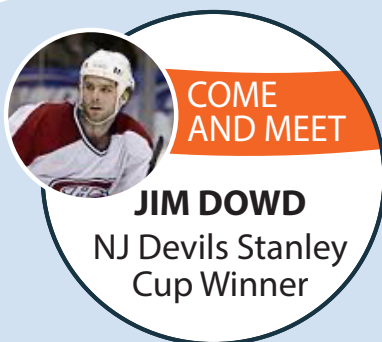 COME
AND MEET
JIM DOWD
NJ Devils Stanley
Cup Winner